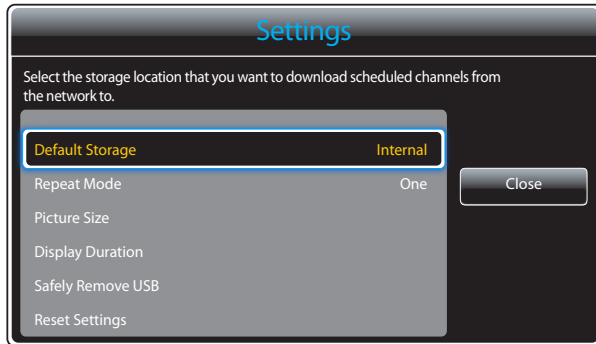 Settings
Select the storage location that you want to download scheduled channels from
the network to.
Default Storage Internal
Repeat Mode One
Close
Picture Size
Display Duration
Safely Remove USB
Reset Settings